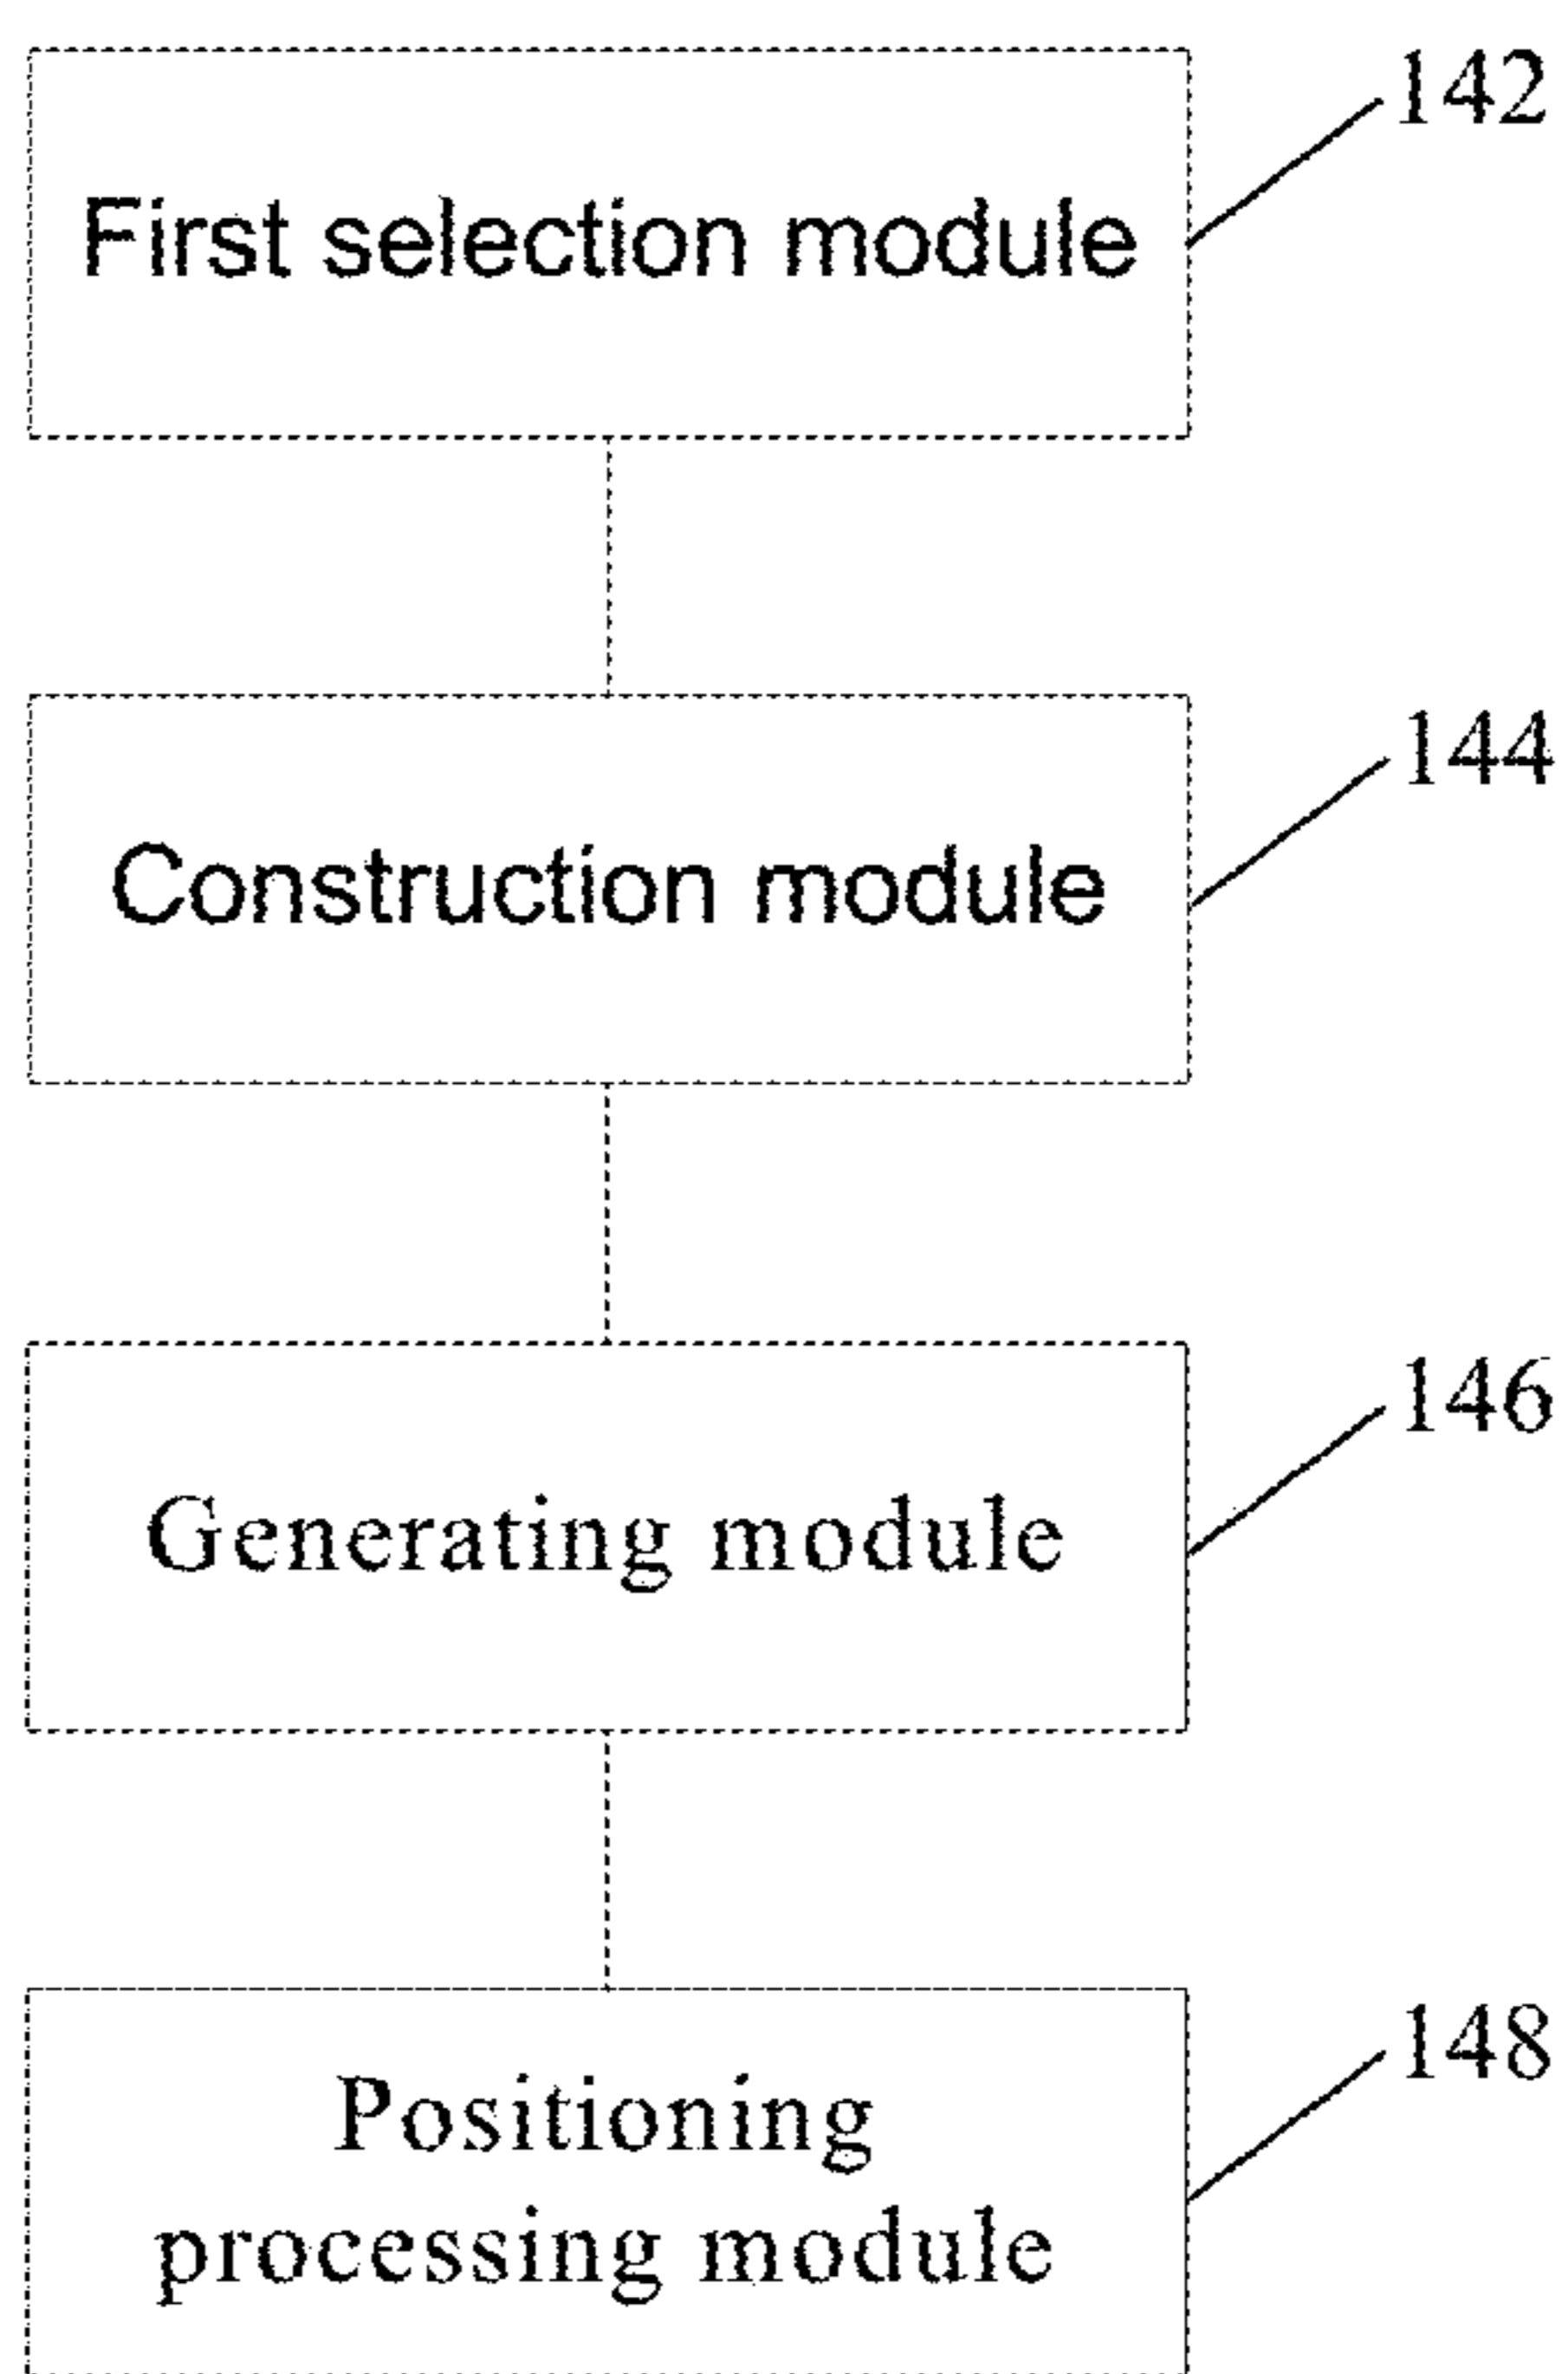 142
First selection module
144
Construction module
146
Generating module
148
Positioning
processing module